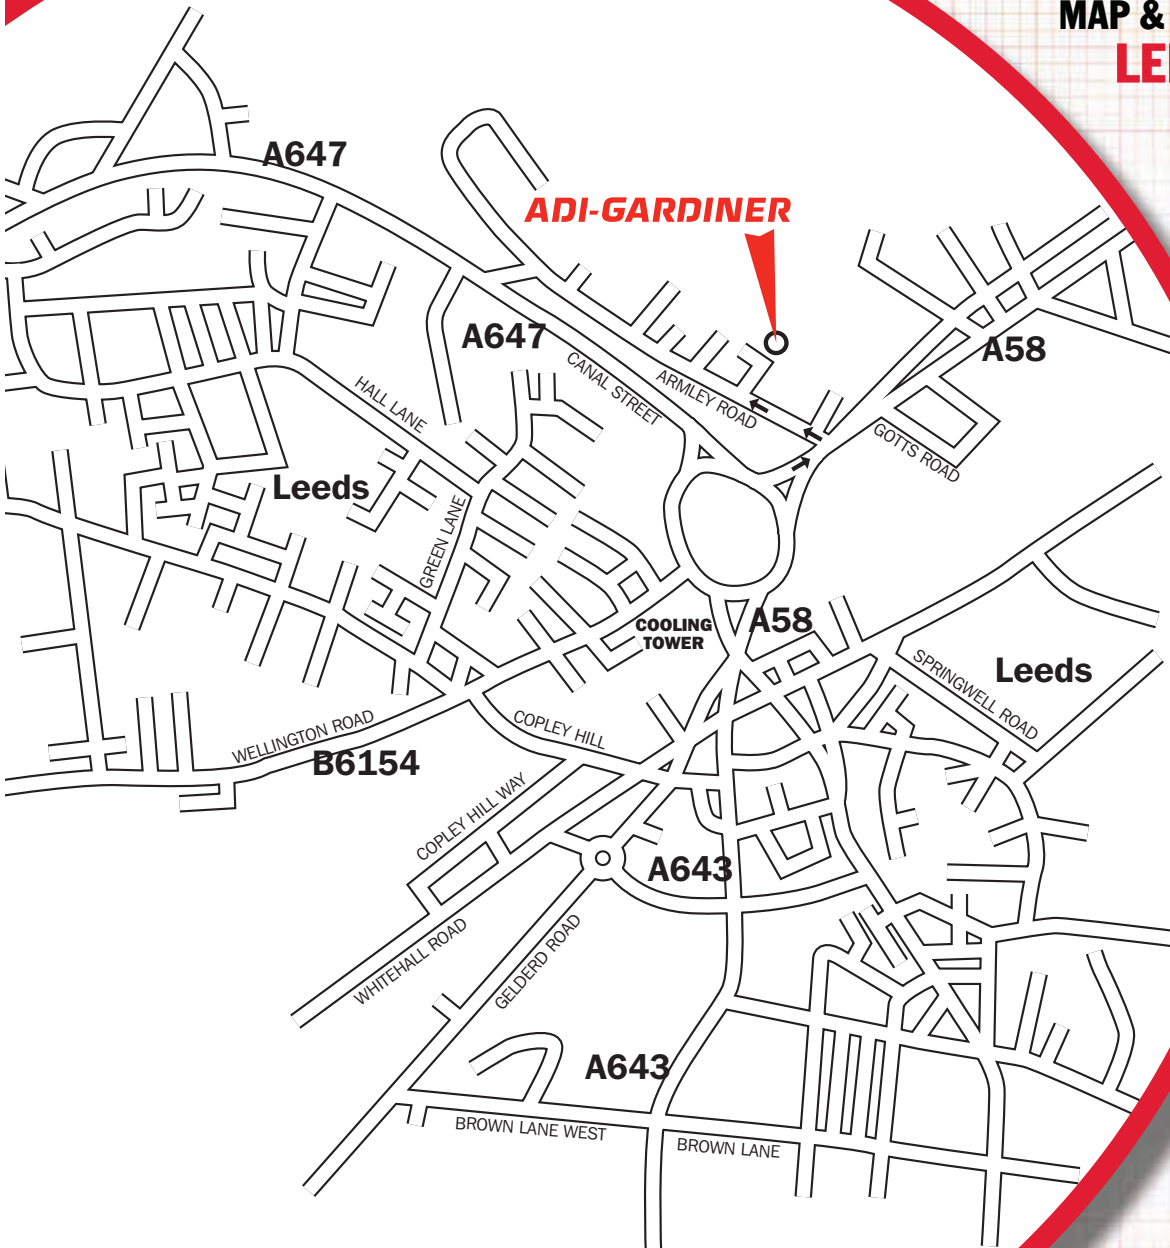 MAP &
A647
ADI-GARDINER
A647
A58
CANAL STREET
ARMLEY ROAD
HALL LANE
GOTTS ROAD
Leeds
GREEN LANE
COOLING
TOWER
A58
SPRINGWELL ROAD
Leeds
WELLINGTON ROAD
COPLEY HILL
B6154
COPLEY HILL WAY
A643
WHITEHALL ROAD
GELDERD ROAD
A643
BROWN LANE WEST
BROWN LANE